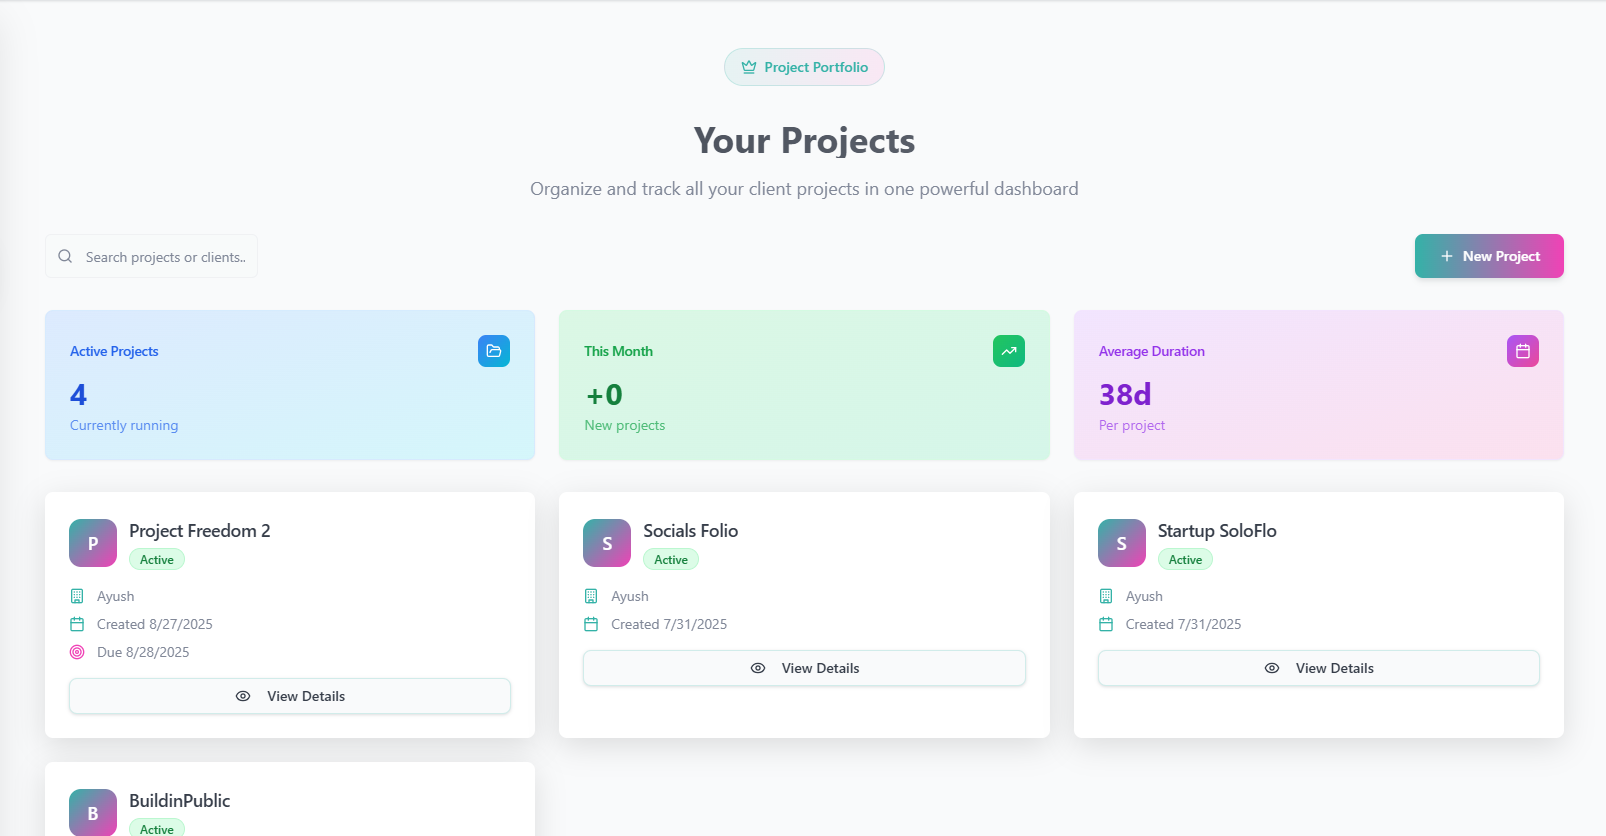 Project Portfolio
Your Projects
Organize and track all your client projects in one powerful dashboard
Search projects or clients..
New Project
Active Projects
4
Currently running
This Month
+0
New projects
Average Duration
38d
Per project
P
Project Freedom 2
Active
Ayush
Created 8/27/2025
Due 8/28/2025
View Details
S
Socials Folio
Active
Ayush
Created 7/31/2025
View Details
S
Startup SoloFlo
Active
Ayush
Created 7/31/2025
View Details
B
BuildinPublic
Active